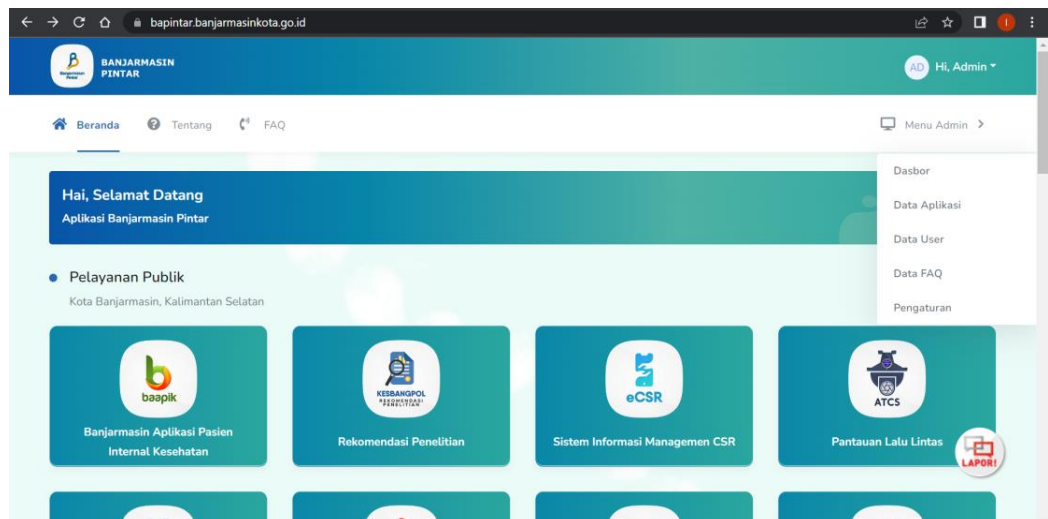 bapintar.banjarmasinkota.go.id
BANJARMASIN
PINTAR
AD Hi, Admin
Beranda Tentang FAQ Menu Admin
Dasbor
Data Aplikasi
Data User
Data FAQ
Pengaturan
Hai, Selamat Datang
Aplikasi Banjarmasin Pintar
Pelayanan Publik
Kota Banjarmasin, Kalimantan Selatan
baapik
Banjarmasin Aplikasi Pasien
Internal Kesehatan
KESBANGPOL
REKOMENDASI
PENELITIAN
Rekomendasi Penelitian
eCSR
Sistem Informasi Managemen CSR
ATCS
Pantauan Lalu Lintas
LAPOR!